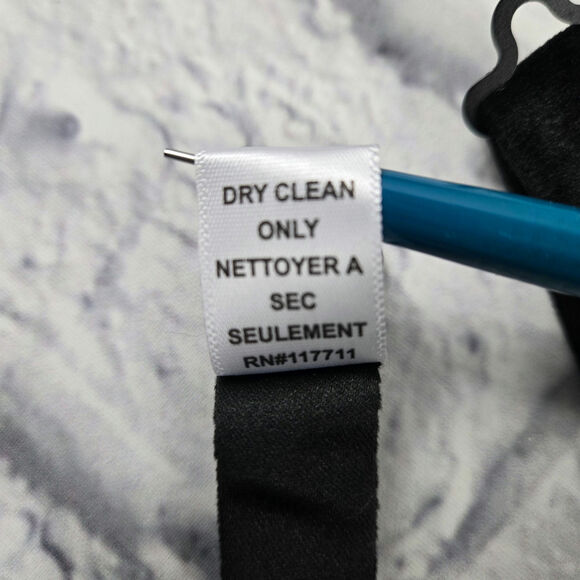 DRY CLEAN
ONLY
NETTOYER A
SEC
SEULEMENT
RN#117711